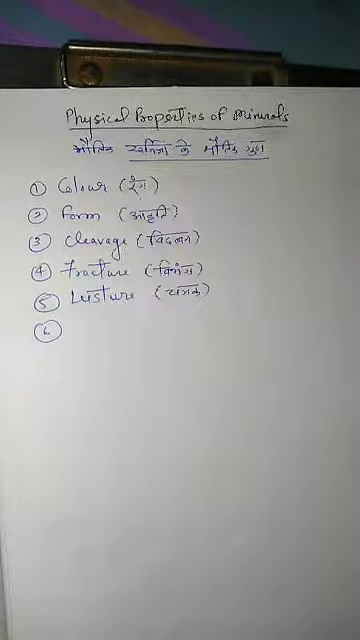 Physical Properties of Minerals
भौतिक खनिजों के भौतिक गुण
① Colour (रंग)
② Form (आकृति)
③ Cleavage (विदलन)
④ Fracture (विभंग)
⑤ Lusture (चमक)
⑥